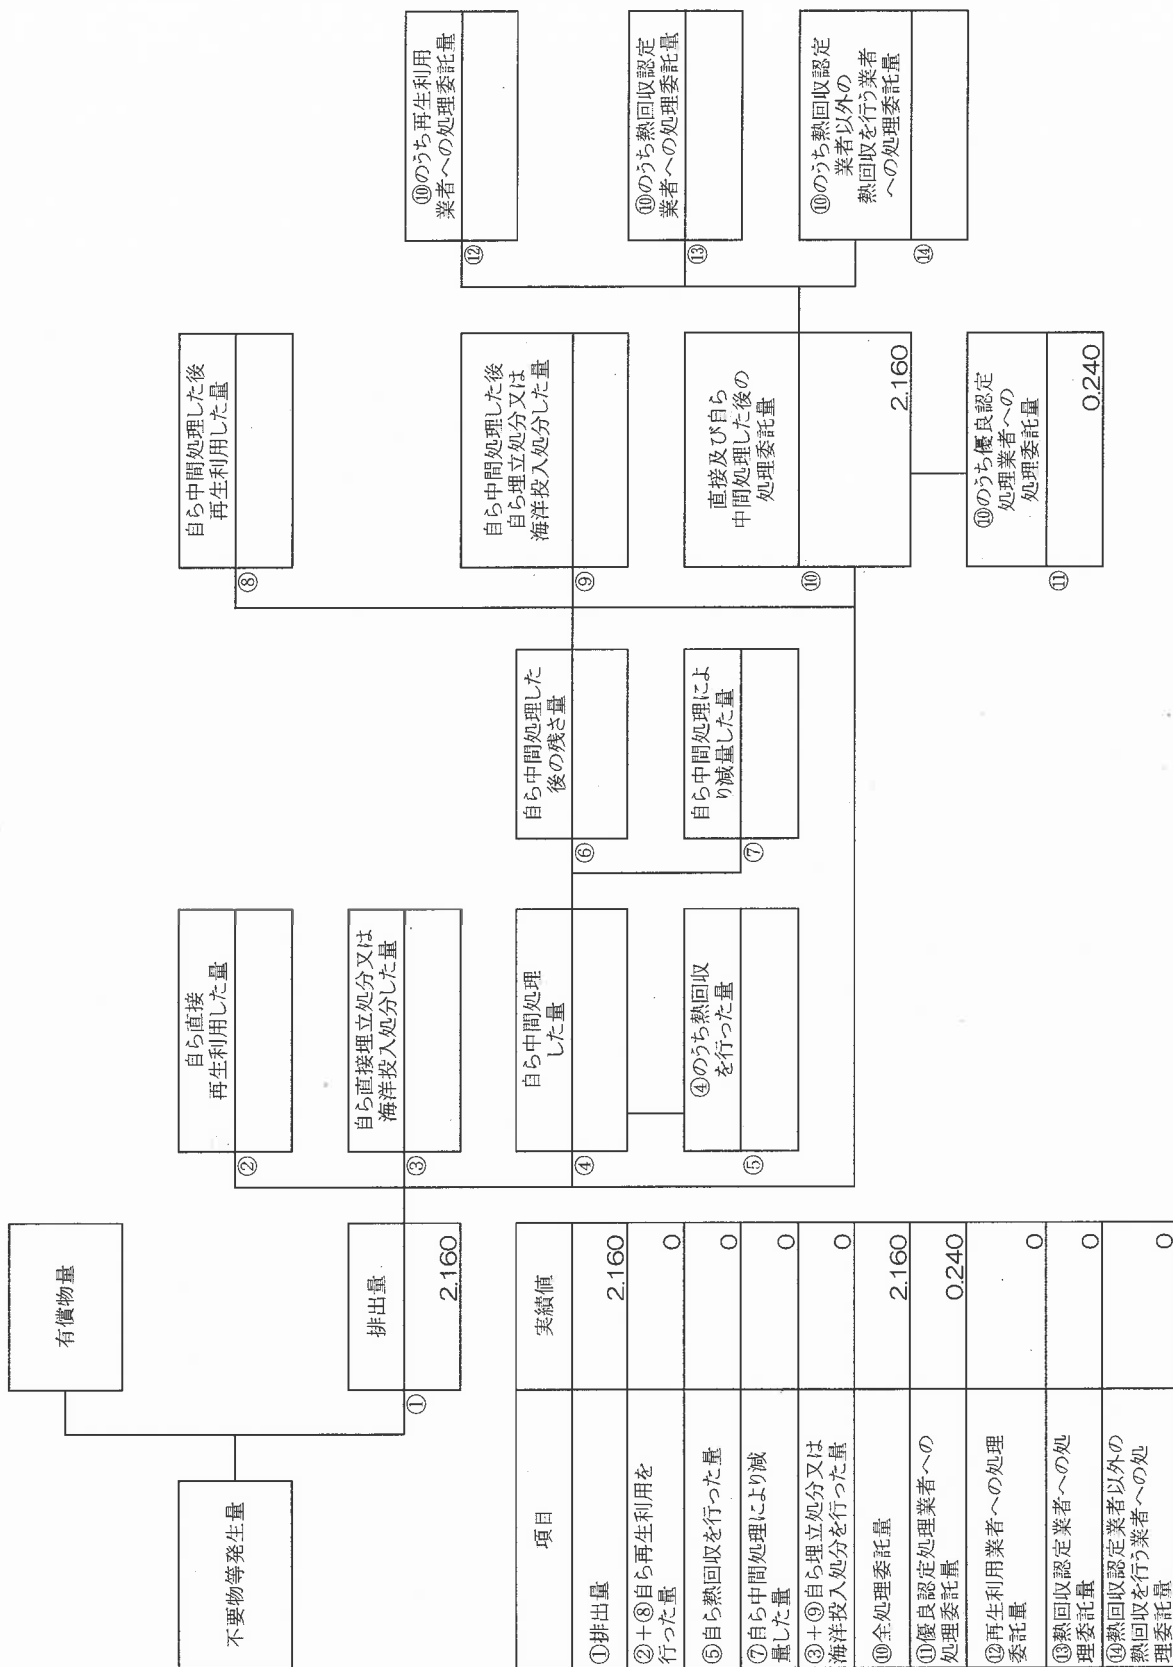 不要物等発生量
有償物量
排出量
①
2.160
自ら直接
再生利用した量
②
自ら直接埋立処分又は
海洋投入処分した量
③
自ら中間処理
した量
④
④のうち熱回収
を行った量
⑤
自ら中間処理した
後の残さ量
⑥
自ら中間処理によ
り減量した量
⑦
自ら中間処理した後
再生利用した量
⑧
自ら中間処理した後
自ら埋立処分又は
海洋投入処分した量
⑨
直接及び自ら
中間処理した後の
処理委託量
⑩
2.160
⑩のうち優良認定
処理業者への
処理委託量
⑪
0.240
⑩のうち再生利用
業者への処理委託量
⑫
⑩のうち熱回収認定
業者への処理委託量
⑬
⑩のうち熱回収認定
業者以外の
熱回収を行う業者
への処理委託量
⑭
項目 実績値
①排出量 2.160
②+⑧自ら再生利用を
行った量 0
⑤自ら熱回収を行った量 0
⑦自ら中間処理により減
量した量 0
③+⑨自ら埋立処分又は
海洋投入処分を行った量 0
⑩全処理委託量 2.160
⑪優良認定処理業者への
処理委託量 0.240
⑫再生利用業者への処理
委託量 0
⑬熱回収認定業者への処
理委託量 0
⑭熱回収認定業者以外の
熱回収を行う業者への処
理委託量 0